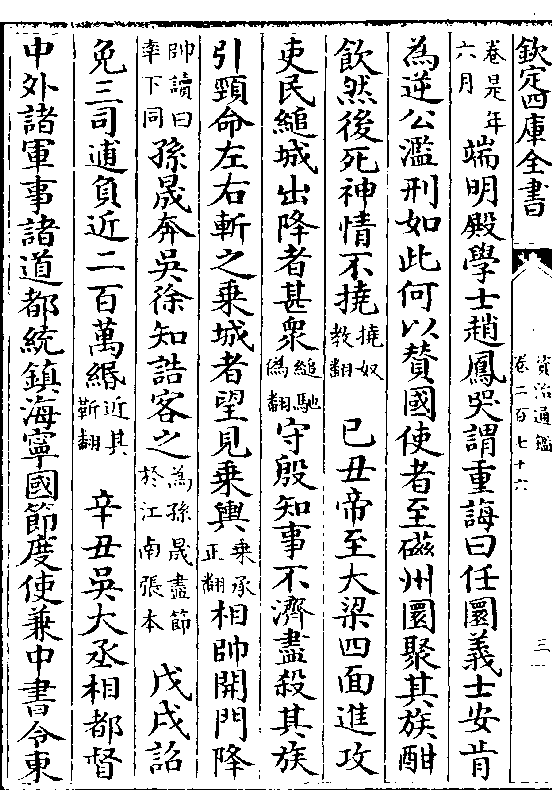 欽定四庫全書
資治通鑑
卷二百七十六
三
卷是年六月端明殿學士趙鳳哭謂重誨曰任圜義士安肯
為逆公濫刑如此何以賛國使者至磁州圜聚其族酣
飲然後死神情不撓撓奴教翻 己丑帝至大梁四面進攻
吏民縋城出降者甚衆縋馳偽翻守殷知事不濟盡殺其族
引頸命左右斬之乘城者望見乘輿乘承正翻相帥開門降
帥讀曰率下同孫晟奔吳徐知誥客之為孫晟盡節於江南張本 戊戌詔
免三司逋負近二百萬緡近其靳翻 辛丑吳大丞相都督
中外諸軍事諸道都統鎮海寧國節度使兼中書令東